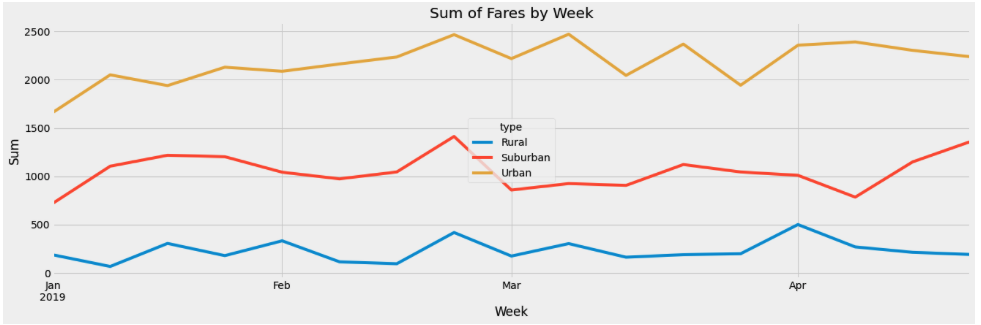 Sum of Fares by Week
2500
2000
1500
1000
500
0
Sum
type
Rural
Suburban
Urban
Jan
2019
Feb
Mar
Apr
Week